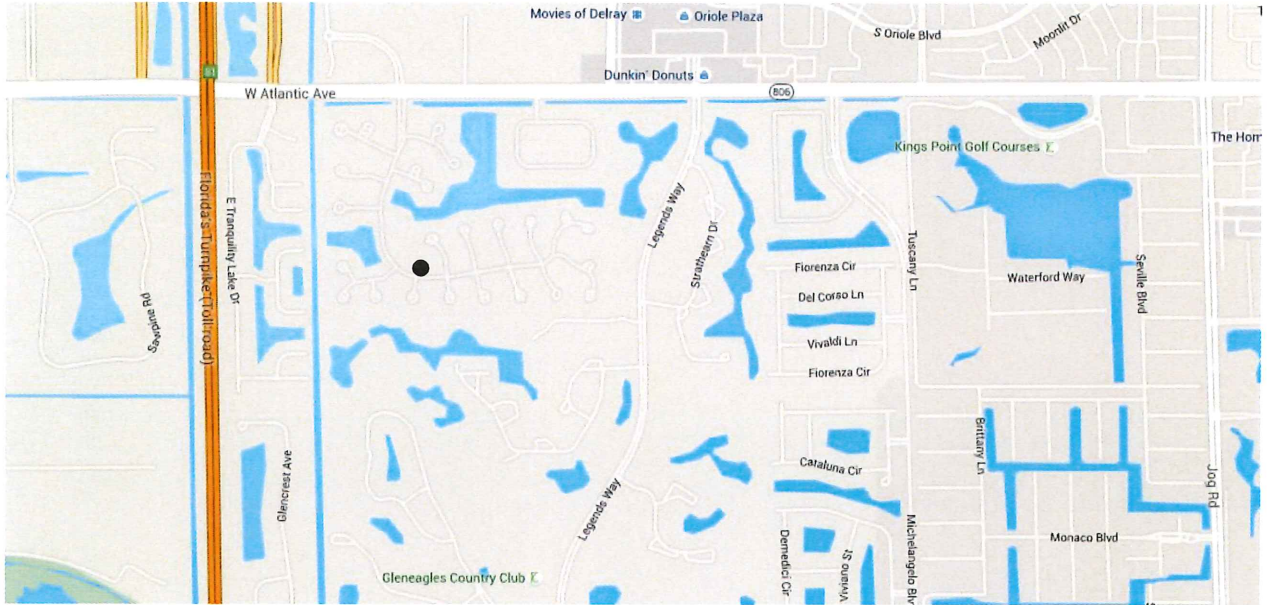 Movies of Delray
Oriole Plaza
S Oriole Blvd
Moonlit Dr
Dunkin' Donuts
W Atlantic Ave
806
Kings Point Golf Courses
The Hom
Florida's Turnpike (Toll road)
E Tranquility Lake Dr
Legends Way
Strathearn Dr
Tuscany Ln
Fiorenza Cir
Waterford Way
Seville Blvd
Del Corso Ln
Sawpine Rd
Vivaldi Ln
Fiorenza Cir
Brittany Ln
Cataluna Cir
Glencrest Ave
Jog Rd
Legends Way
Monaco Blvd
Michelangelo Blv
Demedici Cir
Viviano St
Gleneagles Country Club